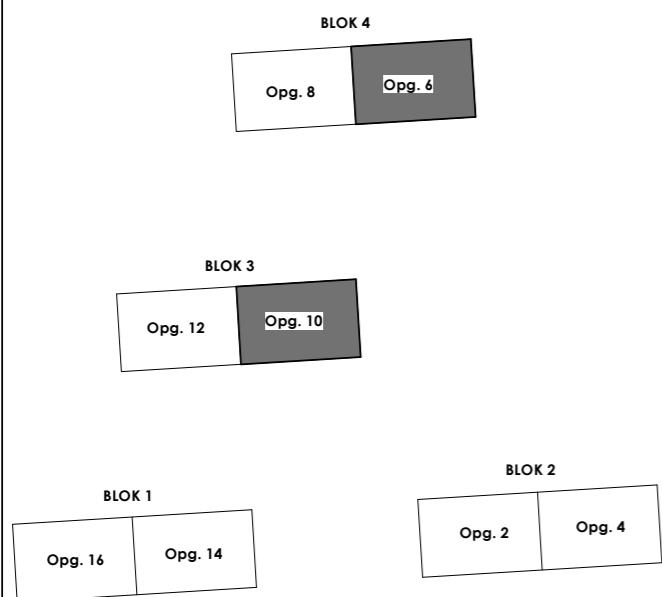 BLOK 4
Opg. 8
Opg. 6
BLOK 3
Opg. 12
Opg. 10
BLOK 1
Opg. 16
Opg. 14
BLOK 2
Opg. 2
Opg. 4